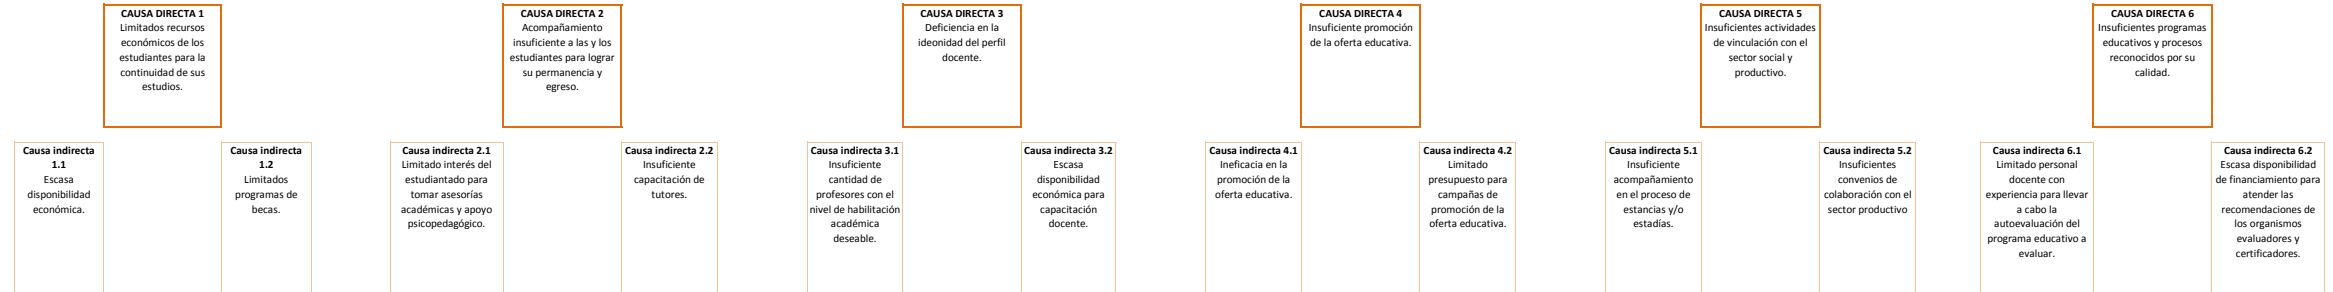 CAUSA DIRECTA 1
Limitados recursos
económicos de los
estudiantes para la
continuidad de sus
estudios.
CAUSA DIRECTA 2
Acompañamiento
insuficiente a las y los
estudiantes para lograr
su permanencia y
egreso.
CAUSA DIRECTA 3
Deficiencia en la
ideonidad del perfil
docente.
CAUSA DIRECTA 4
Insuficiente promoción
de la oferta educativa.
CAUSA DIRECTA 5
Insuficientes actividades
de vinculación con el
sector social y
productivo.
CAUSA DIRECTA 6
Insuficientes programas
educativos y procesos
reconocidos por su
calidad.
Causa indirecta
1.1
Escasa
disponibilidad
económica.
Causa indirecta
1.2
Limitados
programas de
becas.
Causa indirecta 2.1
Limitado interés del
estudiantado para
tomar asesorías
académicas y apoyo
psicopedagógico.
Causa indirecta 2.2
Insuficiente
capacitación de
tutores.
Causa indirecta 3.1
Insuficiente
cantidad de
profesores con el
nivel de habilitación
académica
deseable.
Causa indirecta 3.2
Escasa
disponibilidad
económica para
capacitación
docente.
Causa indirecta 4.1
Ineficacia en la
promoción de la
oferta educativa.
Causa indirecta 4.2
Limitado
presupuesto para
campañas de
promoción de la
oferta educativa.
Causa indirecta 5.1
Insuficiente
acompañamiento
en el proceso de
estancias y/o
estadías.
Causa indirecta 5.2
Insuficientes
convenios de
colaboración con el
sector productivo
Causa indirecta 6.1
Limitado personal
docente con
experiencia para llevar
a cabo la
autoevaluación del
programa educativo a
evaluar.
Causa indirecta 6.2
Escasa disponibilidad
de financiamiento para
atender las
recomendaciones de
los organismos
evaluadores y
certificadores.